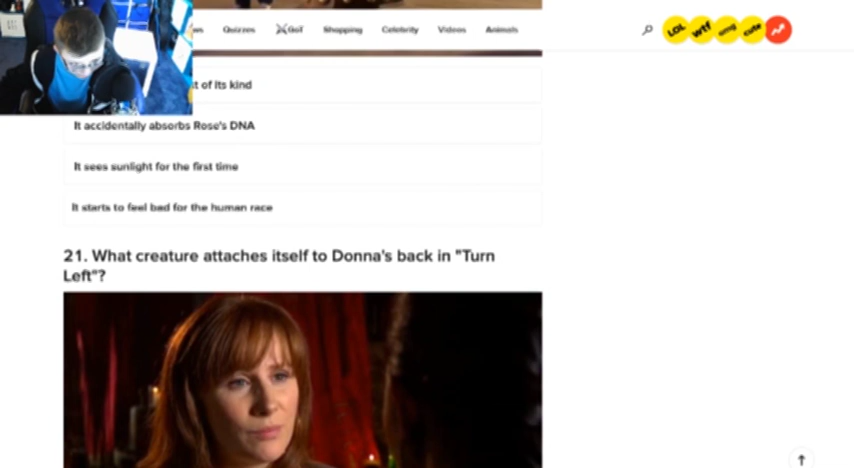 Quizzes Golf Shopping Celebrity Videos Animals LOL wtf omg cute
t of its kind
It accidentally absorbs Rose's DNA
It sees sunlight for the first time
It starts to feel bad for the human race
21. What creature attaches itself to Donna's back in "Turn
Left"?